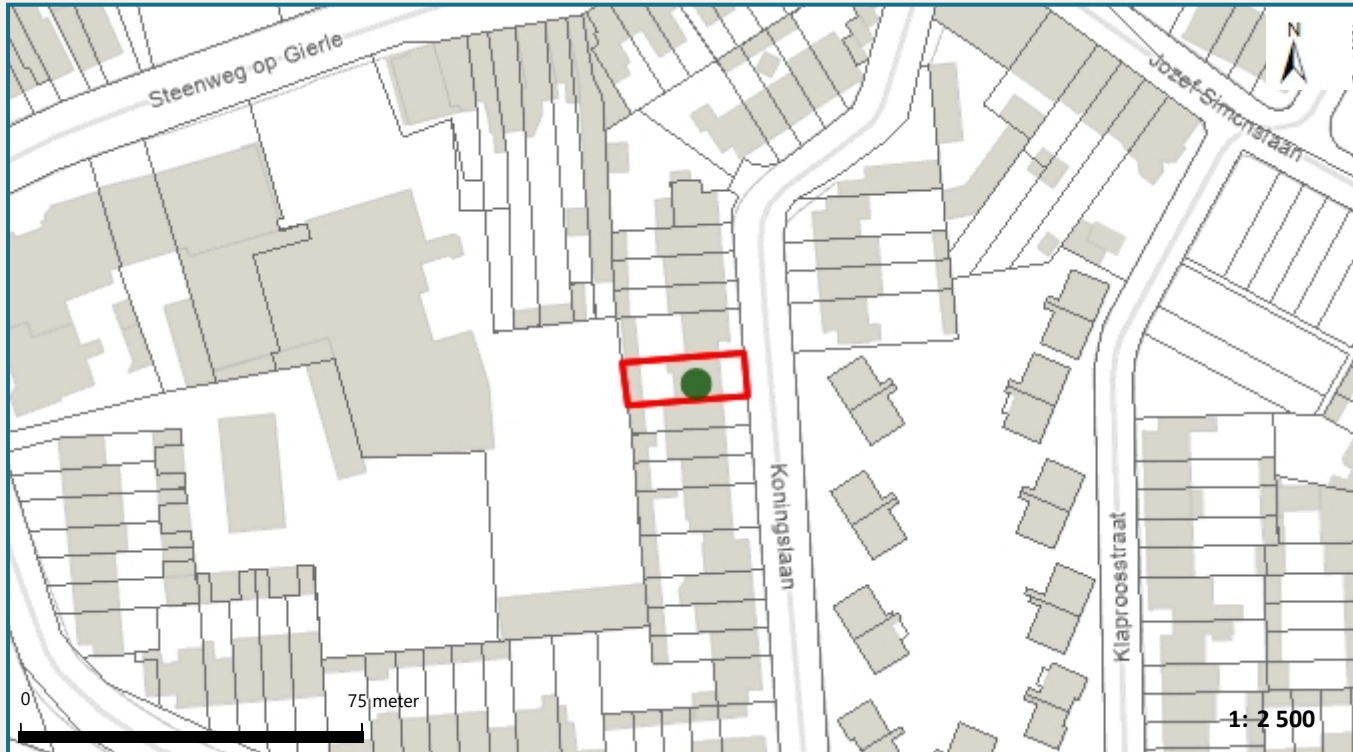 Steenweg op Gierle
N
Jozef-Simonslaan
Koningslaan
Klaproosstraat
0
75 meter
1: 2 500